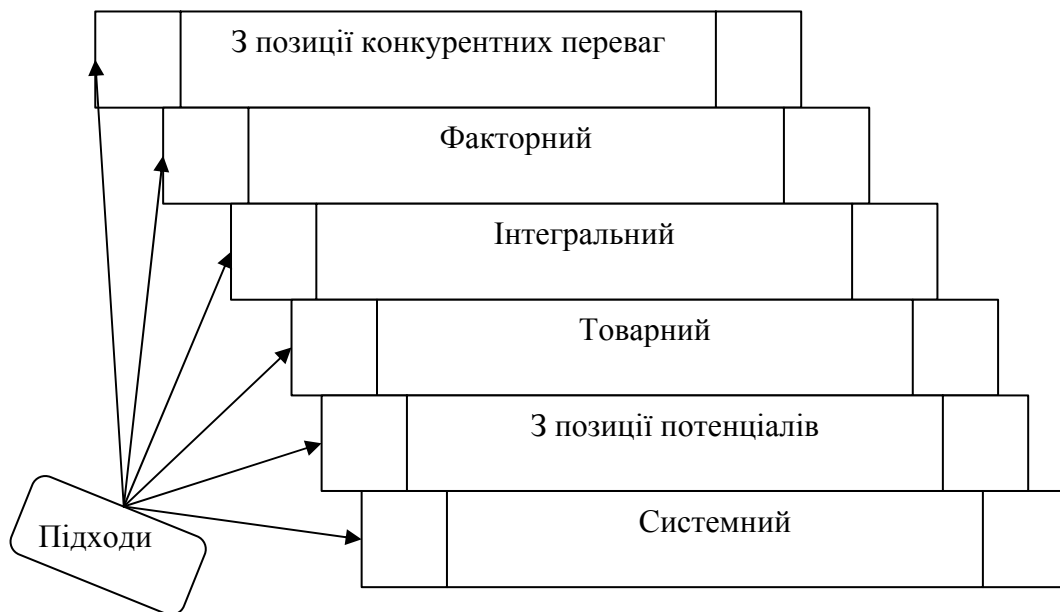 З позиції конкурентних переваг
Факторний
Інтегральний
Товарний
З позиції потенціалів
Системний
Підходи